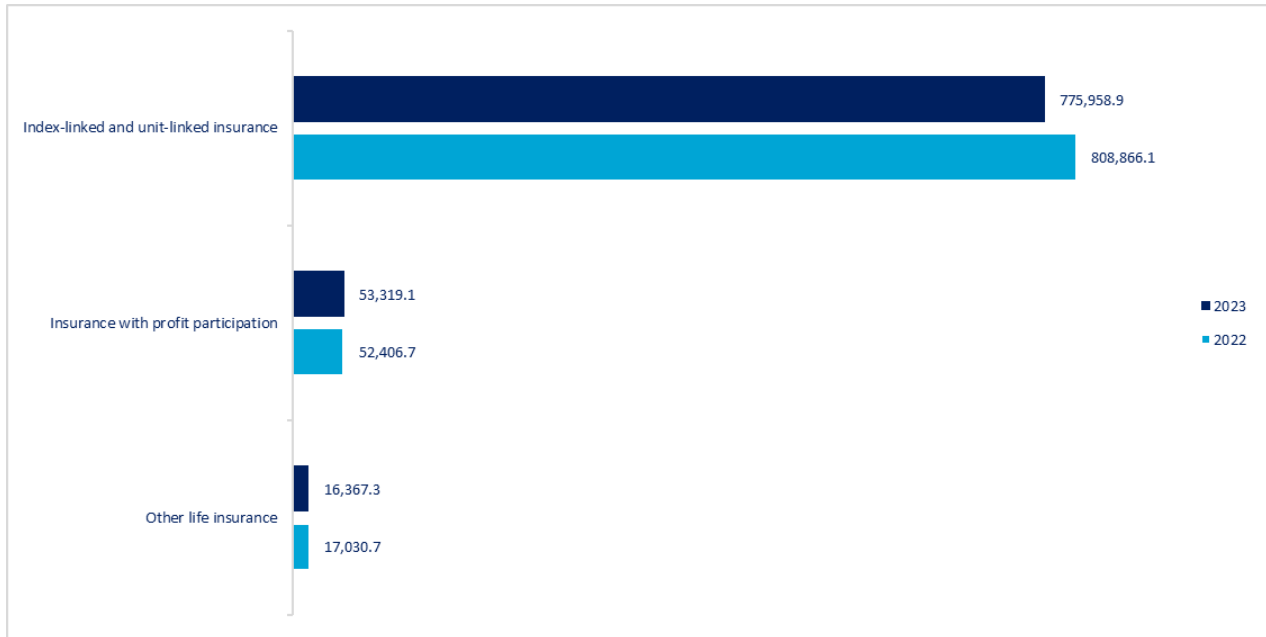 775,958.9
Index-linked and unit-linked insurance
808,866.1
53,319.1
2023
Insurance with profit participation
2022
52,406.7
16,367.3
Other life insurance
17,030.7